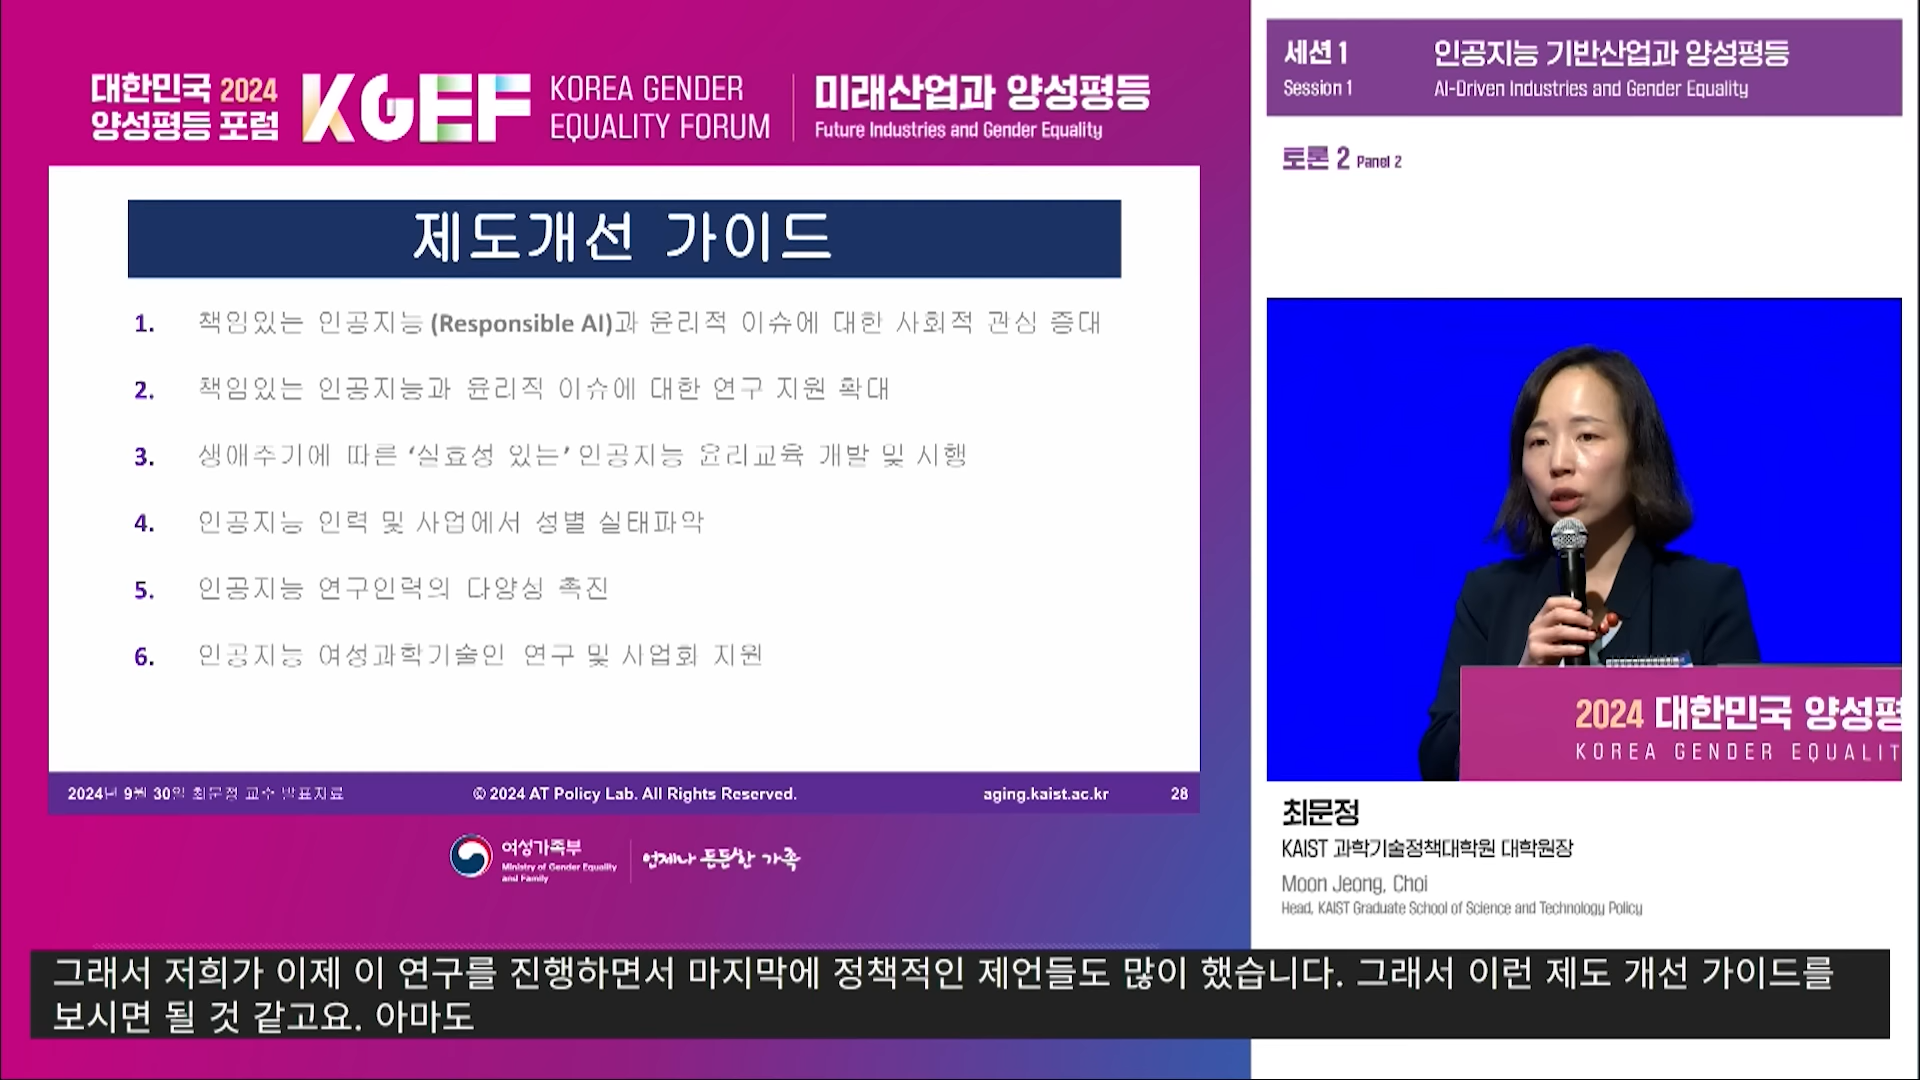 대한민국 2024
양성평등 포럼
KGEF
KOREA GENDER
EQUALITY FORUM
미래산업과 양성평등
Future Industries and Gender Equality
제도개선 가이드
1. 책임있는 인공지능(Responsible AI)과 윤리적 이슈에 대한 사회적 관심 증대
2. 책임있는 인공지능과 윤리적 이슈에 대한 연구 지원 확대
3. 생애주기에 따른 ‘실효성 있는’ 인공지능 윤리교육 개발 및 시행
4. 인공지능 인력 및 사업에서 성별 실태파악
5. 인공지능 연구인력의 다양성 촉진
6. 인공지능 여성과학기술인 연구 및 사업화 지원
2024년 9월 30일 최문정 교수 발표자료
© 2024 AT Policy Lab. All Rights Reserved.
aging.kaist.ac.kr
28
여성가족부
Ministry of Gender Equality
and Family
언제나 든든한 가족
세션 1 인공지능 기반산업과 양성평등
Session 1 AI-Driven Industries and Gender Equality
토론 2 Panel 2
2024 대한민국 양성평
KOREA GENDER EQUALIT
최문정
KAIST 과학기술정책대학원 대학원장
Moon Jeong, Choi
Head, KAIST Graduate School of Science and Technology Policy
그래서 저희가 이제 이 연구를 진행하면서 마지막에 정책적인 제언들도 많이 했습니다. 그래서 이런 제도 개선 가이드를
보시면 될 것 같고요. 아마도